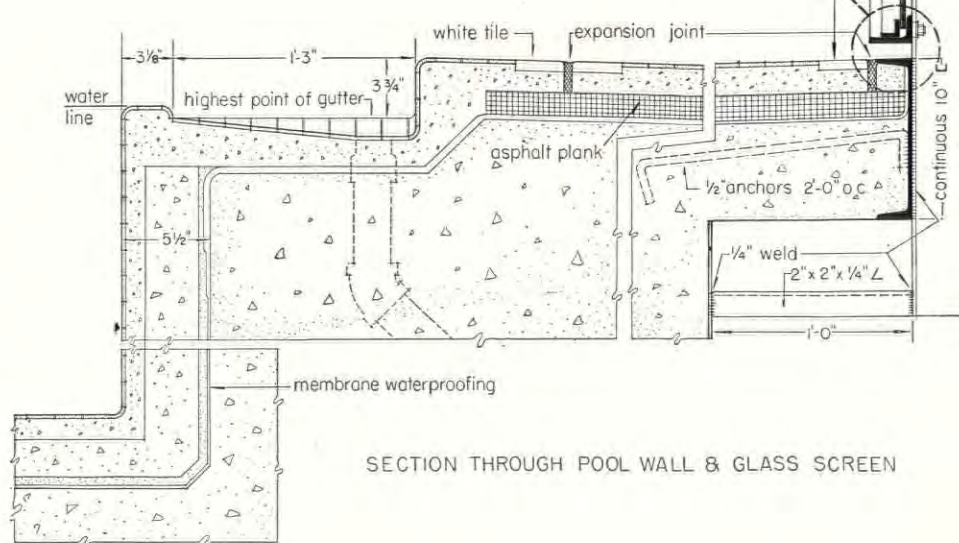 white tile
expansion joint
3⅛"
1'-3"
3¾"
water
line
highest point of gutter
asphalt plank
½" anchors 2'-0" o.c.
continuous 10" [
5½"
¼" weld
2" x 2" x ¼" ∠
1'-0"
membrane waterproofing
SECTION THROUGH POOL WALL & GLASS SCREEN